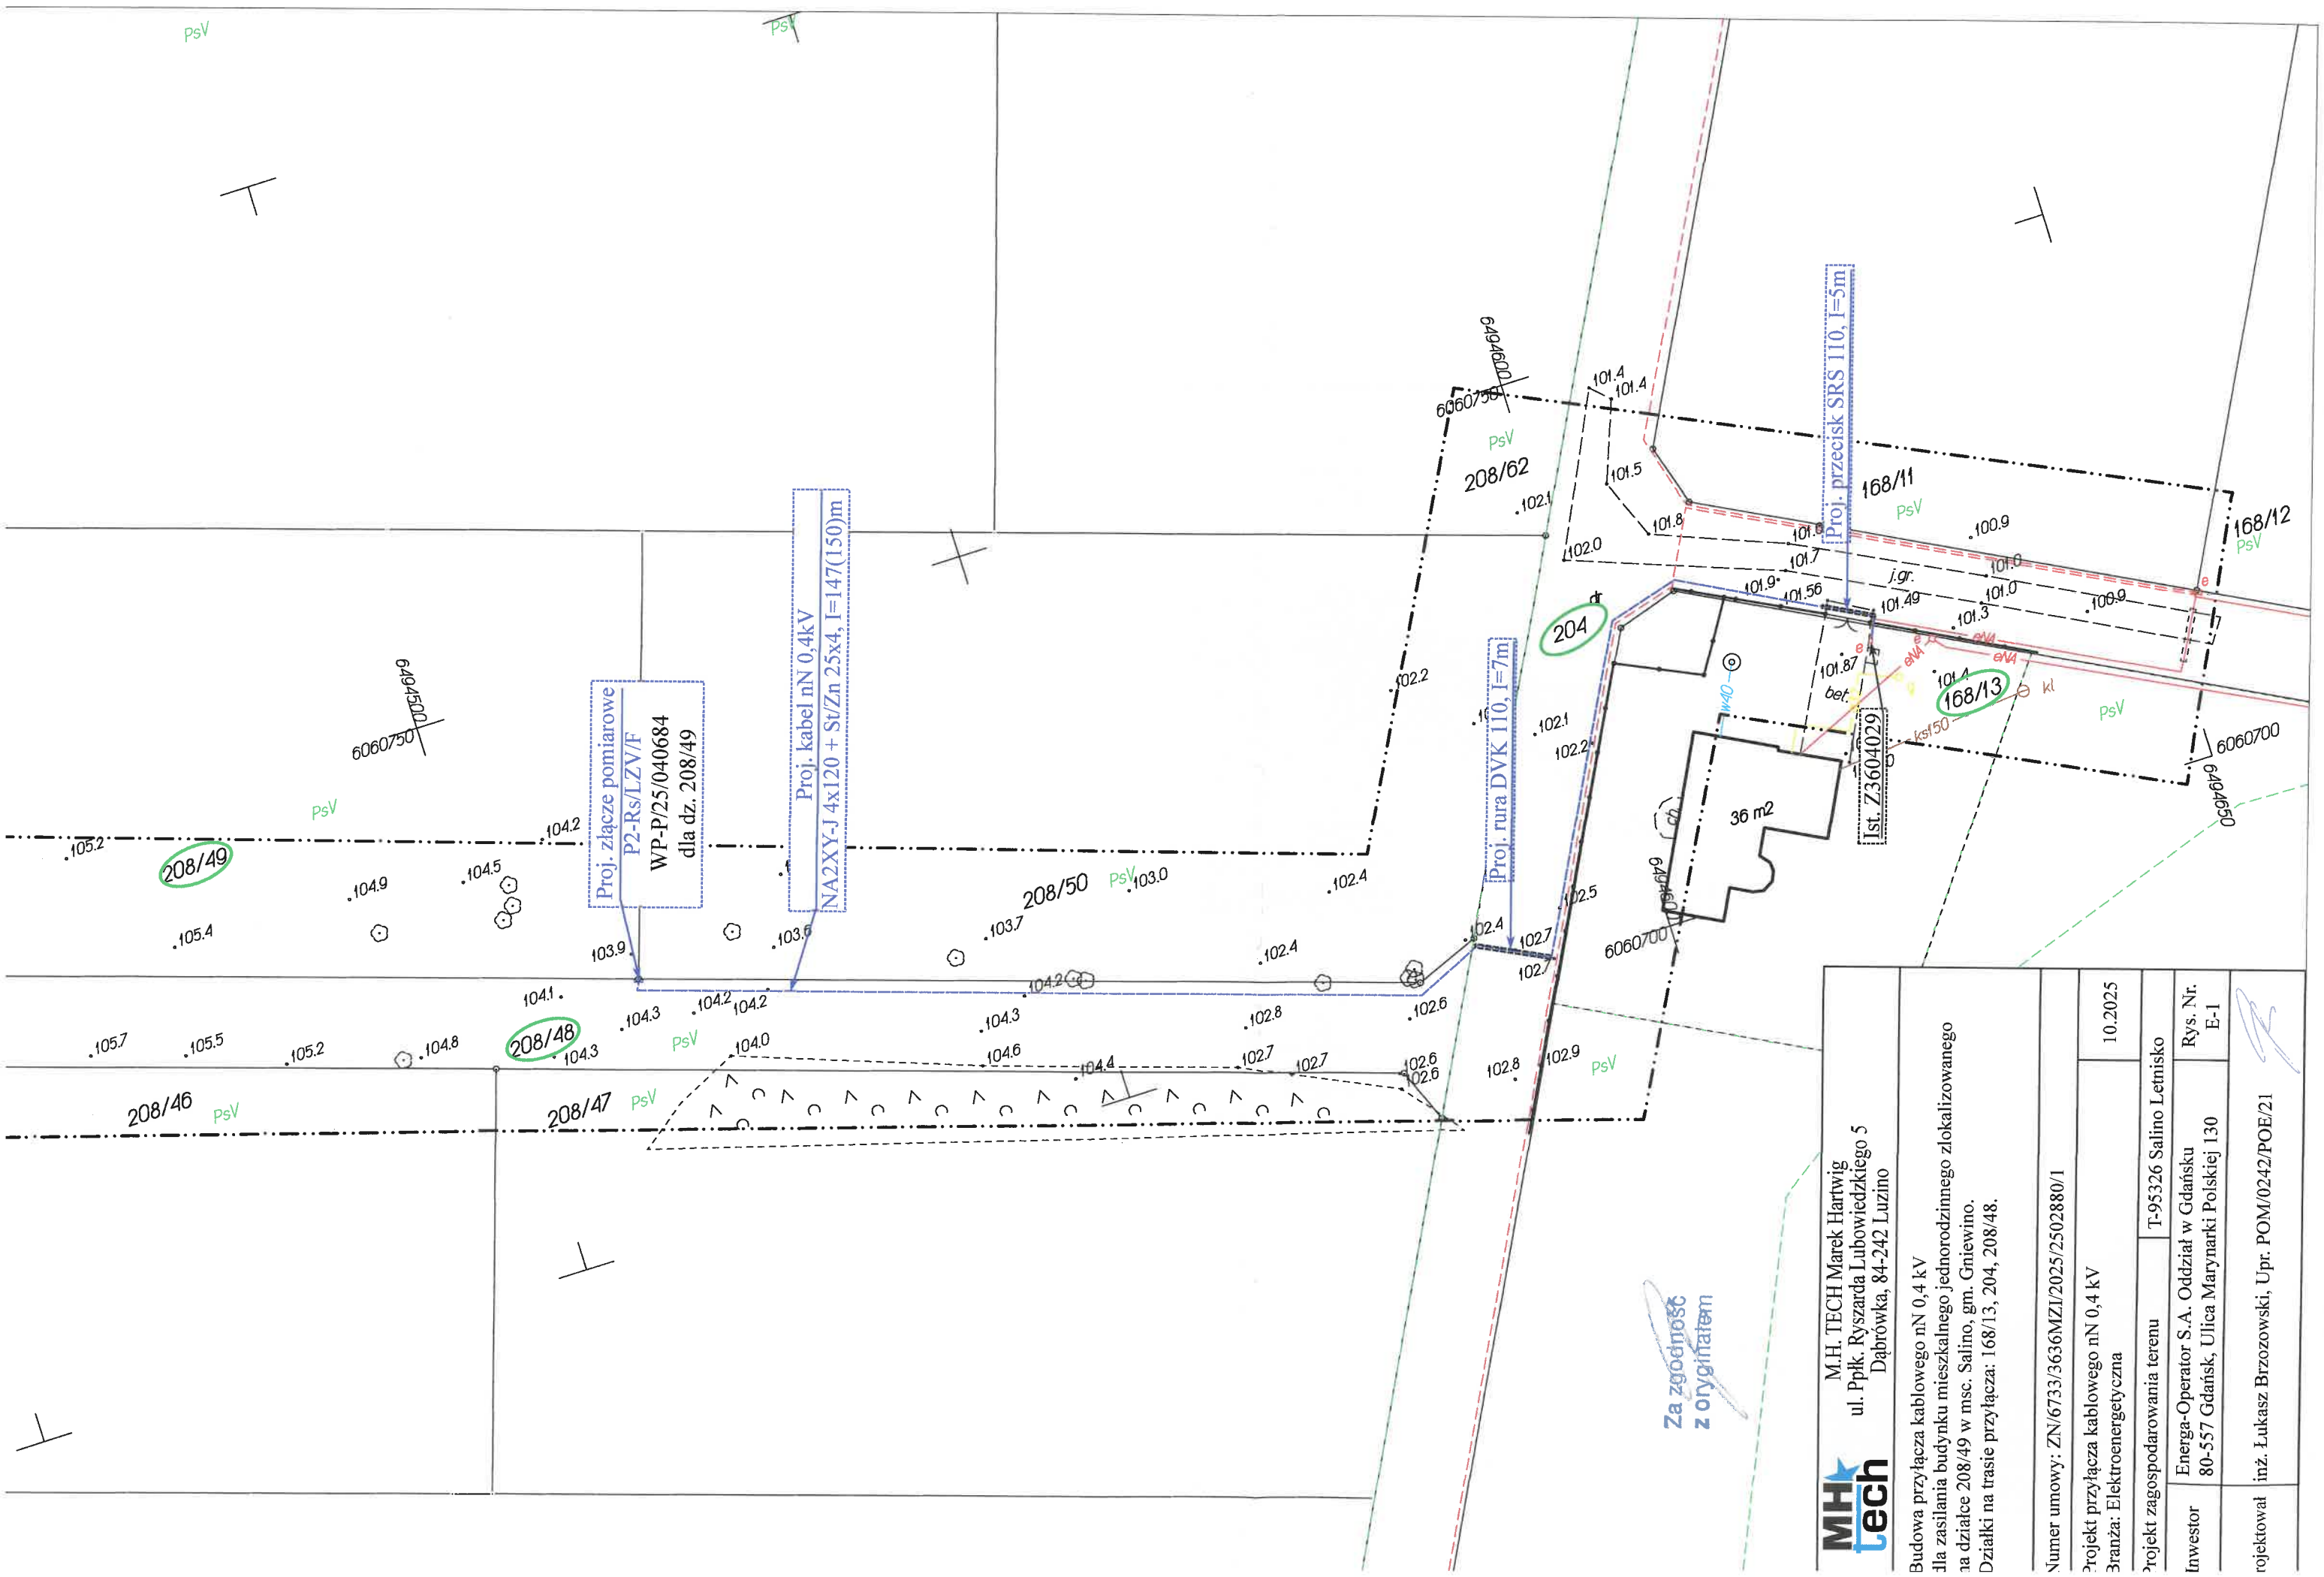 PsV
PsV
6494500
6060750
PsV
105.2
208/49
104.2
104.5
104.9
105.4
103.9
Proj. złącze pomiarowe
P2-Rs/LZV/F
WP-P/25/040684
dla dz. 208/49
Proj. kabel nN 0,4kV
NA2XY-J 4x120 + St/Zn 25x4, l=147(150)m
103.6
208/50
PsV
103.0
103.7
102.4
102.4
104.1
104.3
104.2
104.2
104.2
105.7
105.5
105.2
104.8
208/48
104.3
PsV
104.0
104.3
104.6
104.4
102.8
102.7
102.7
102.6
102.6
102.6
208/46
PsV
208/47
PsV
6494600
6060750
PsV
208/62
102.1
101.4
101.4
101.5
101.8
102.0
102.2
102.1
102.2
204
dr
Proj. rura DVK 110, l=7m
102.4
102.7
102.7
102.5
102.8
102.9
PsV
Proj. przecisk SRS 110, l=5m
168/11
PsV
100.9
168/12
PsV
101.7
101.9
101.56
j.gr.
101.0
101.0
100.9
101.49
101.3
e
e
e
eNA
eNA
eNA
101.87
bet.
101.4
168/13
kł
ks150
PsV
w40
g
36 m2
Ist. Z3604029
6060700
6060700
6494650
Za zgodność
z oryginałem
MH
tech
M.H. TECH Marek Hartwig
ul. Ppłk. Ryszarda Lubowiedzkiego 5
Dąbrówka, 84-242 Luzino
Budowa przyłącza kablowego nN 0,4 kV
dla zasilania budynku mieszkalnego jednorodzinnego zlokalizowanego
na działce 208/49 w msc. Salino, gm. Gniewino.
Działki na trasie przyłącza: 168/13, 204, 208/48.
Numer umowy: ZN/6733/3636MZI/2025/2502880/1
Projekt przyłącza kablowego nN 0,4 kV
Branża: Elektroenergetyczna
10.2025
Projekt zagospodarowania terenu
T-95326 Salino Letnisko
Inwestor
Energa-Operator S.A. Oddział w Gdańsku
80-557 Gdańsk, Ulica Marynarki Polskiej 130
Rys. Nr.
E-1
rojektował
inż. Łukasz Brzozowski, Upr. POM/0242/POE/21